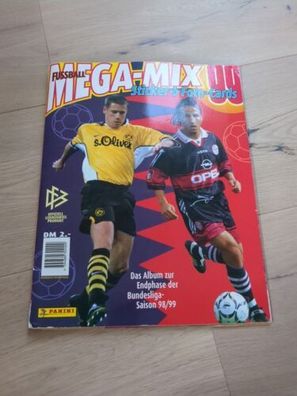 FUSSBALL
MEGA-MIX
Sticker & Foto-Cards
s.Oliver
OPEL
DFB
DM 2.-
Das Album zur
Endphase der
Bundesliga-
Saison 98/99
PANINI